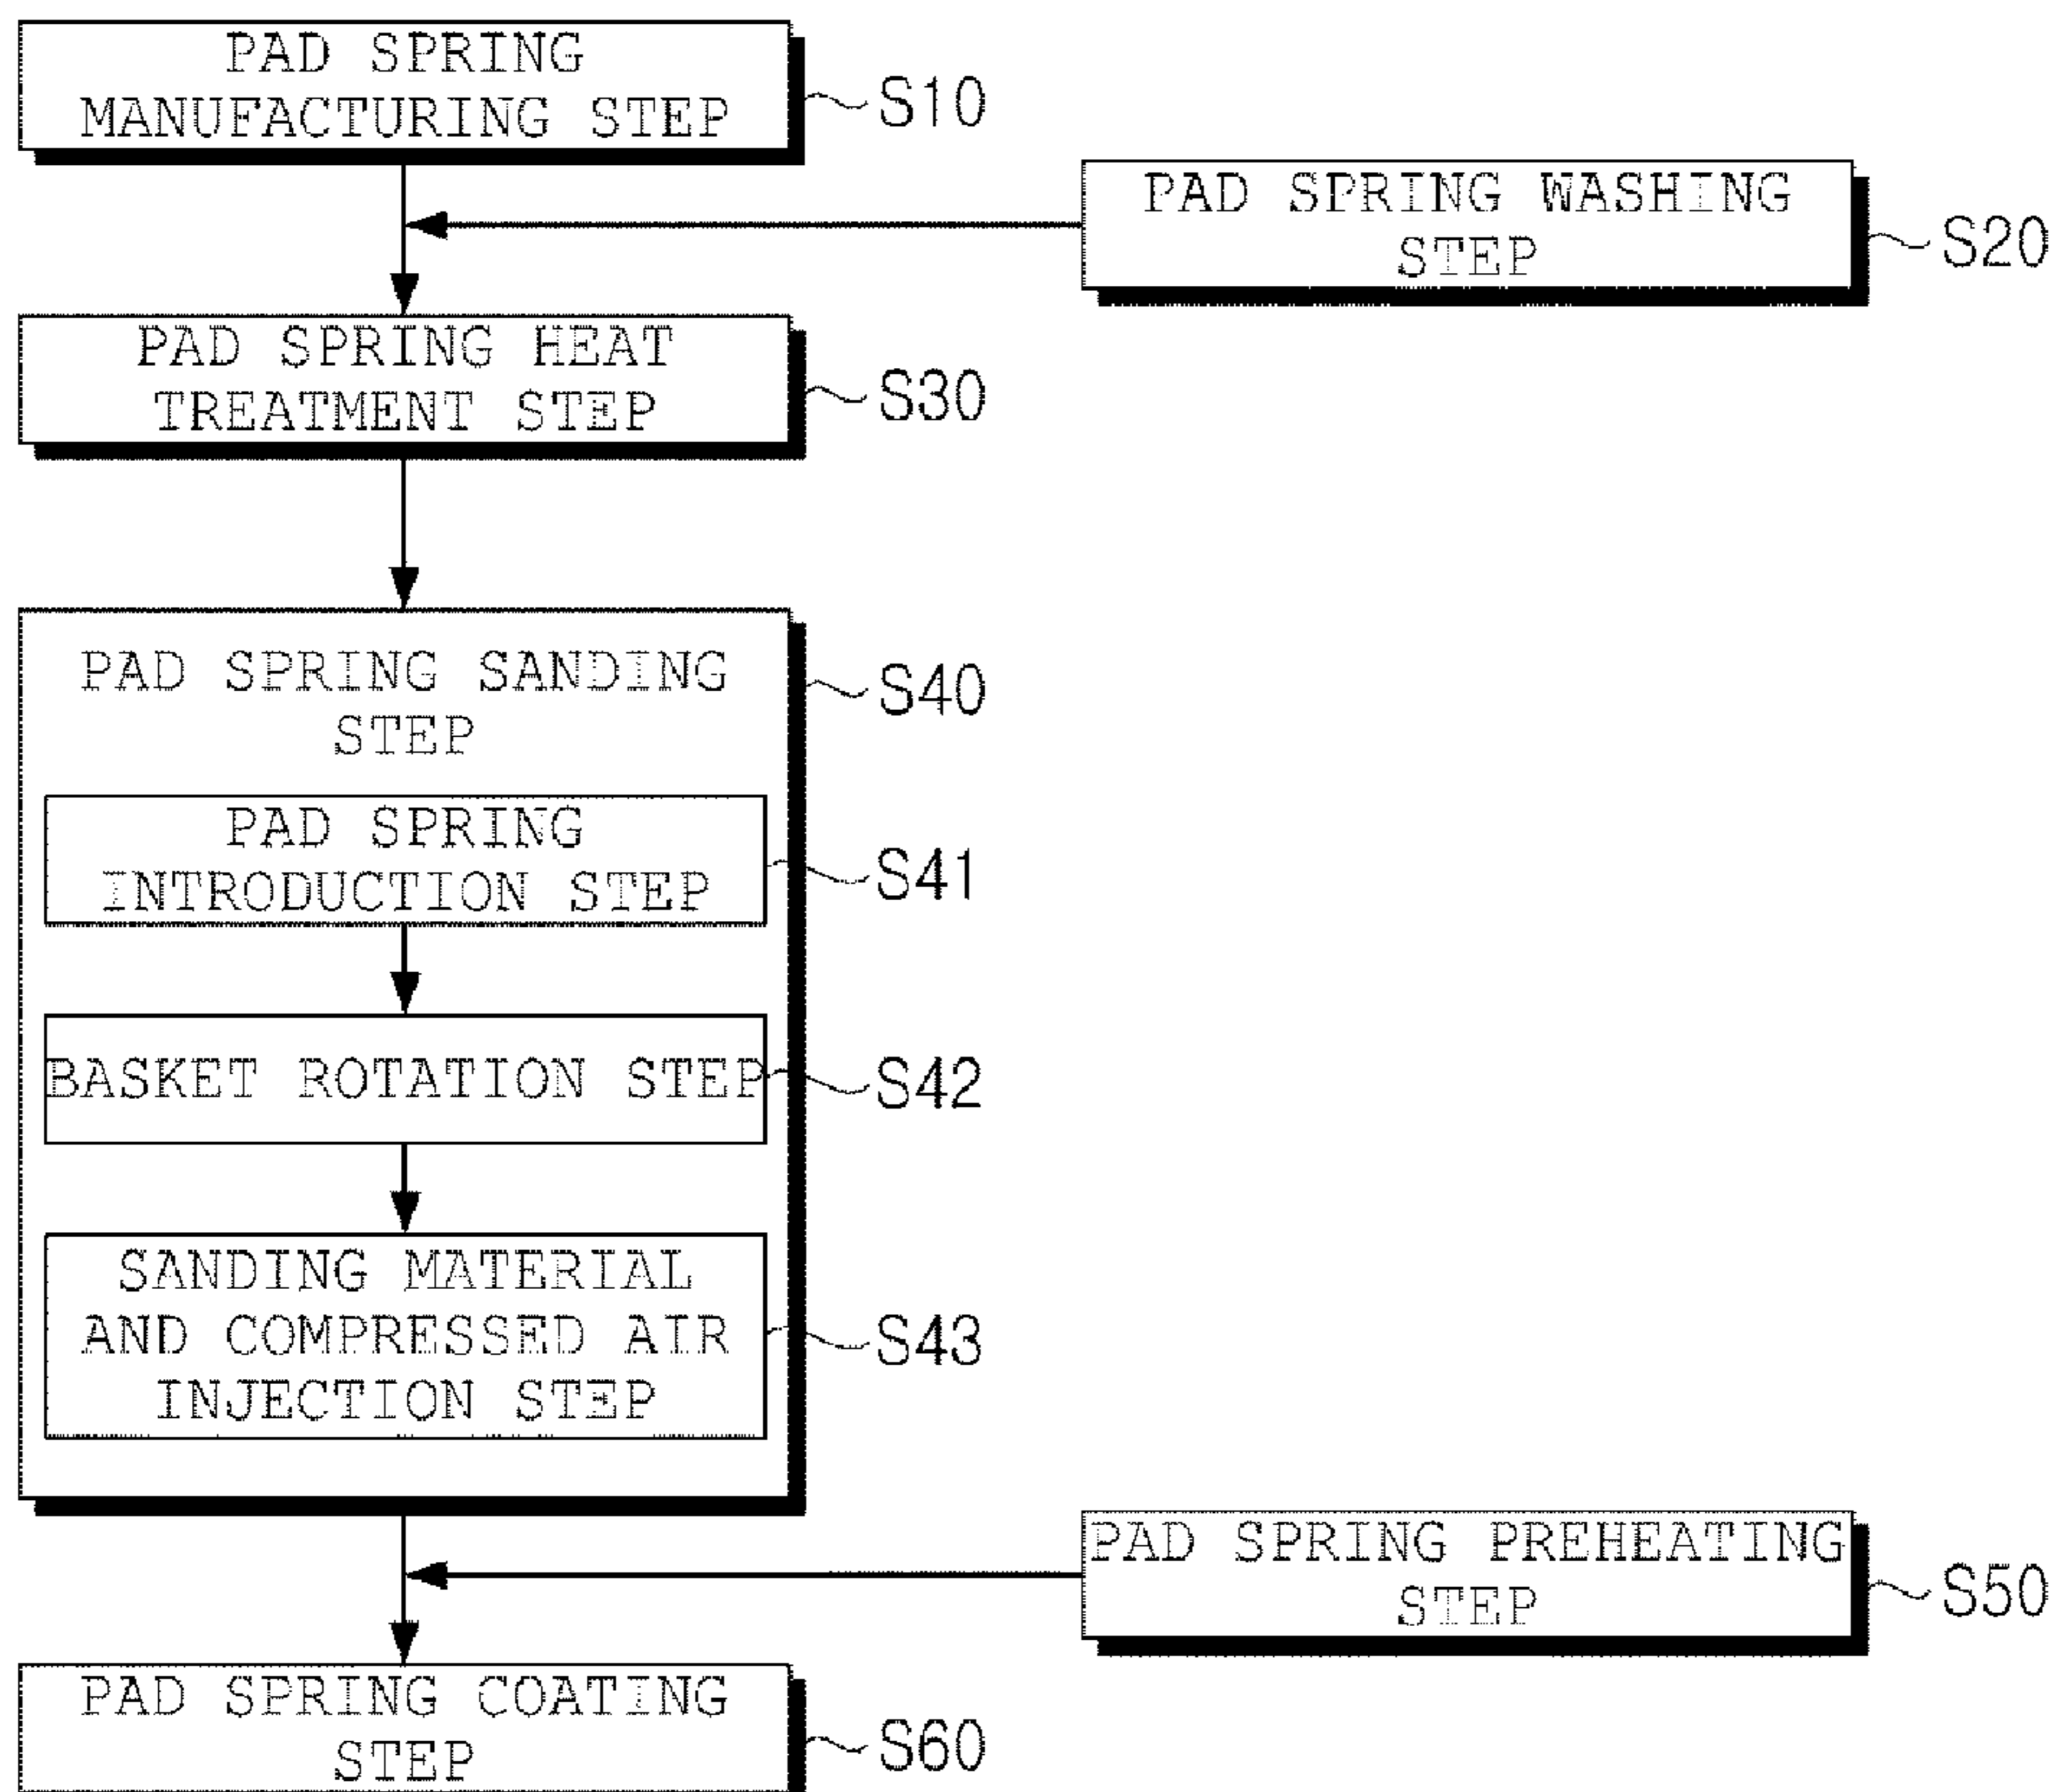 PAD SPRING
MANUFACTURING STEP
S10
PAD SPRING WASHING
STEP
S20
PAD SPRING HEAT
TREATMENT STEP
S30
PAD SPRING SANDING
STEP
S40
PAD SPRING
INTRODUCTION STEP
S41
BASKET ROTATION STEP
S42
SANDING MATERIAL
AND COMPRESSED AIR
INJECTION STEP
S43
PAD SPRING PREHEATING
STEP
S50
PAD SPRING COATING
STEP
S60